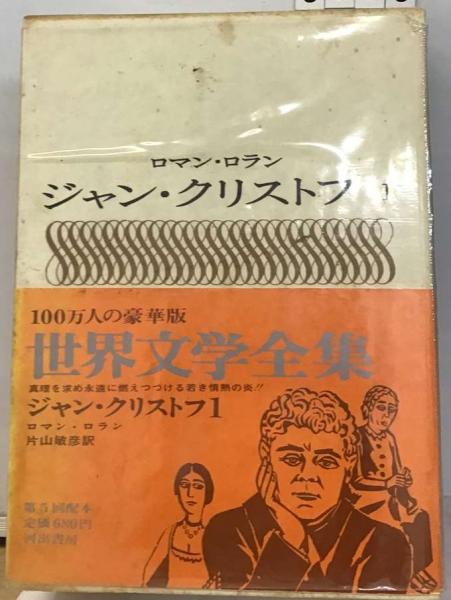 ロマン・ロラン
ジャン・クリストフ 1
100万人の豪華版
世界文学全集
真理を求め永遠に燃えつづける若き情熱の炎!!
ジャン・クリストフ1
ロマン・ロラン
片山敏彦訳
第5回配本
定価680円
河出書房